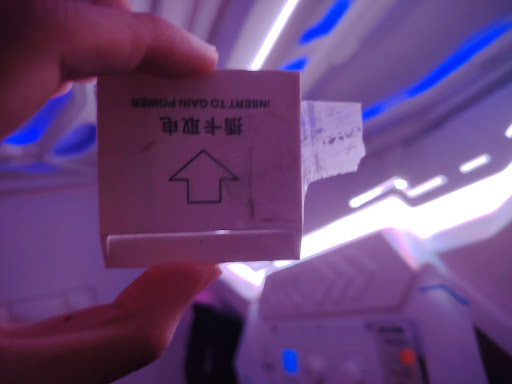 插卡取电
INSERT TO GAIN POWER